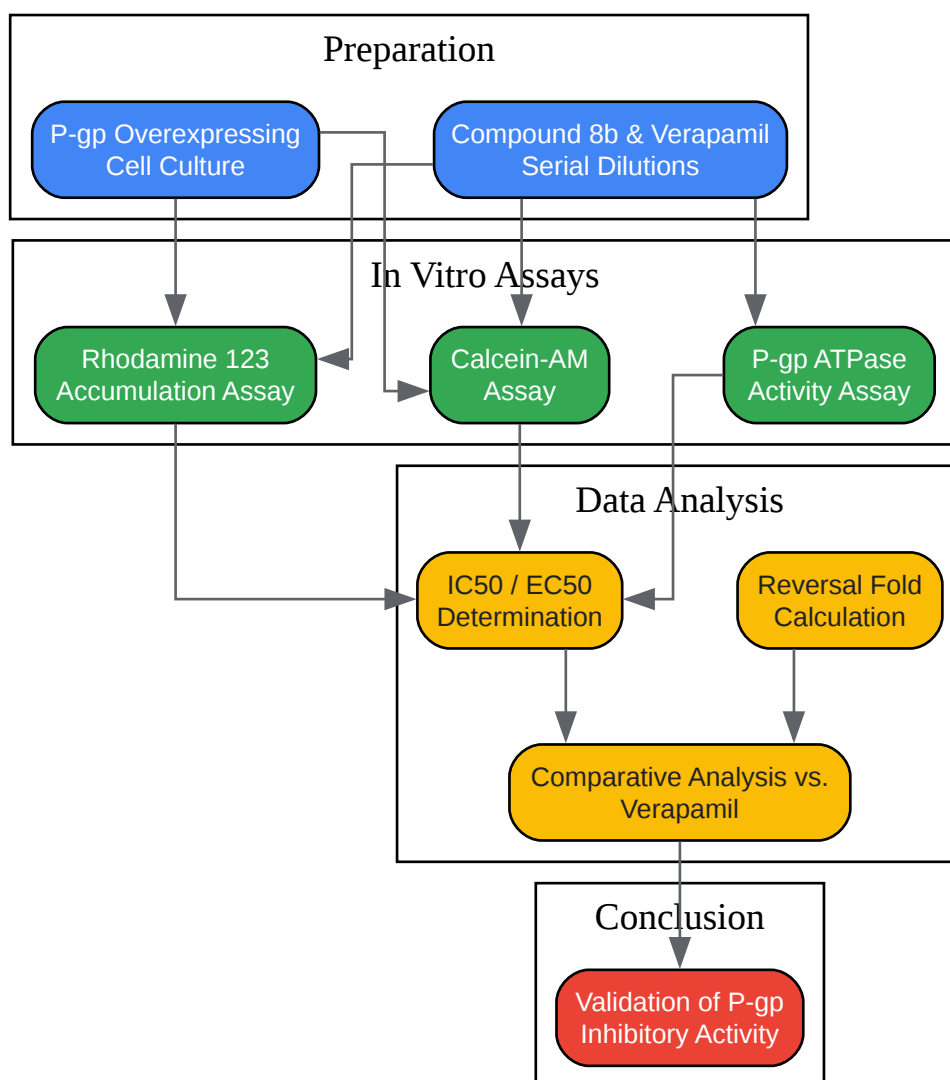 Preparation
P-gp Overexpressing
Cell Culture
Compound 8b & Verapamil
Serial Dilutions
In Vitro Assays
Rhodamine 123
Accumulation Assay
Calcein-AM
Assay
P-gp ATPase
Activity Assay
Data Analysis
IC50 / EC50
Determination
Reversal Fold
Calculation
Comparative Analysis vs.
Verapamil
Conclusion
Validation of P-gp
Inhibitory Activity